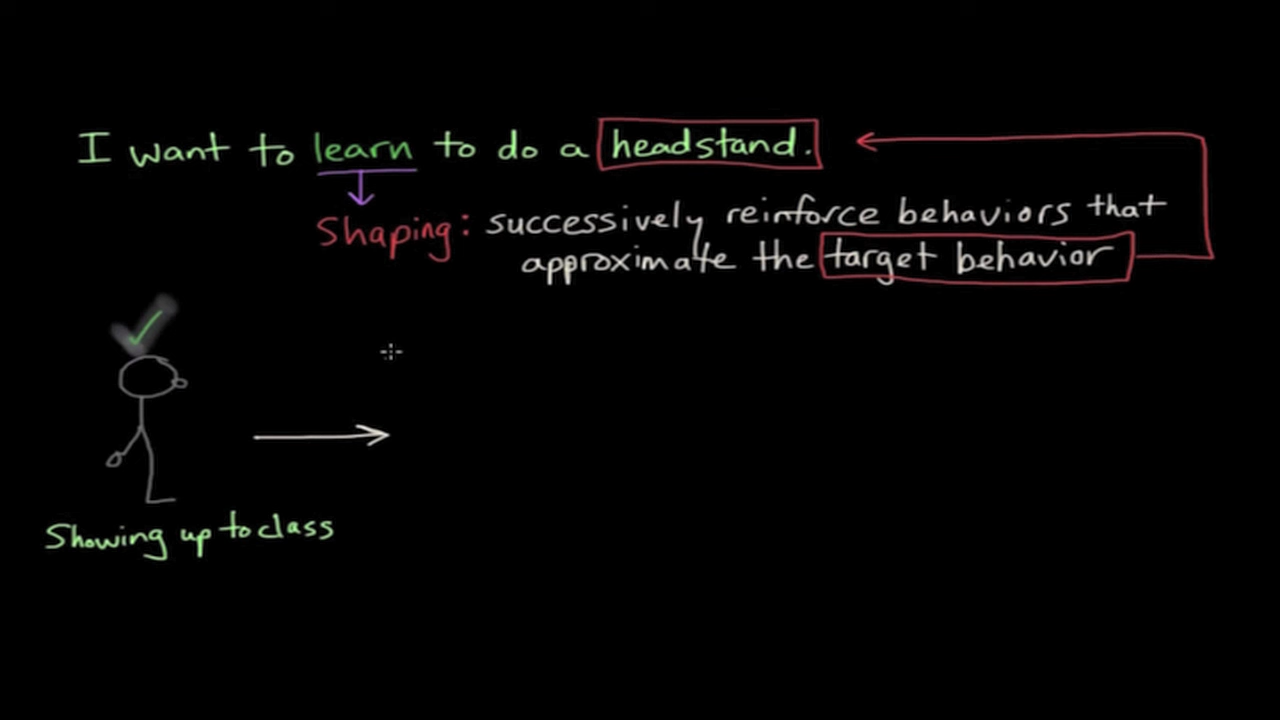 I want to learn to do a headstand.
Shaping: successively reinforce behaviors that
approximate the target behavior
Showing up to class